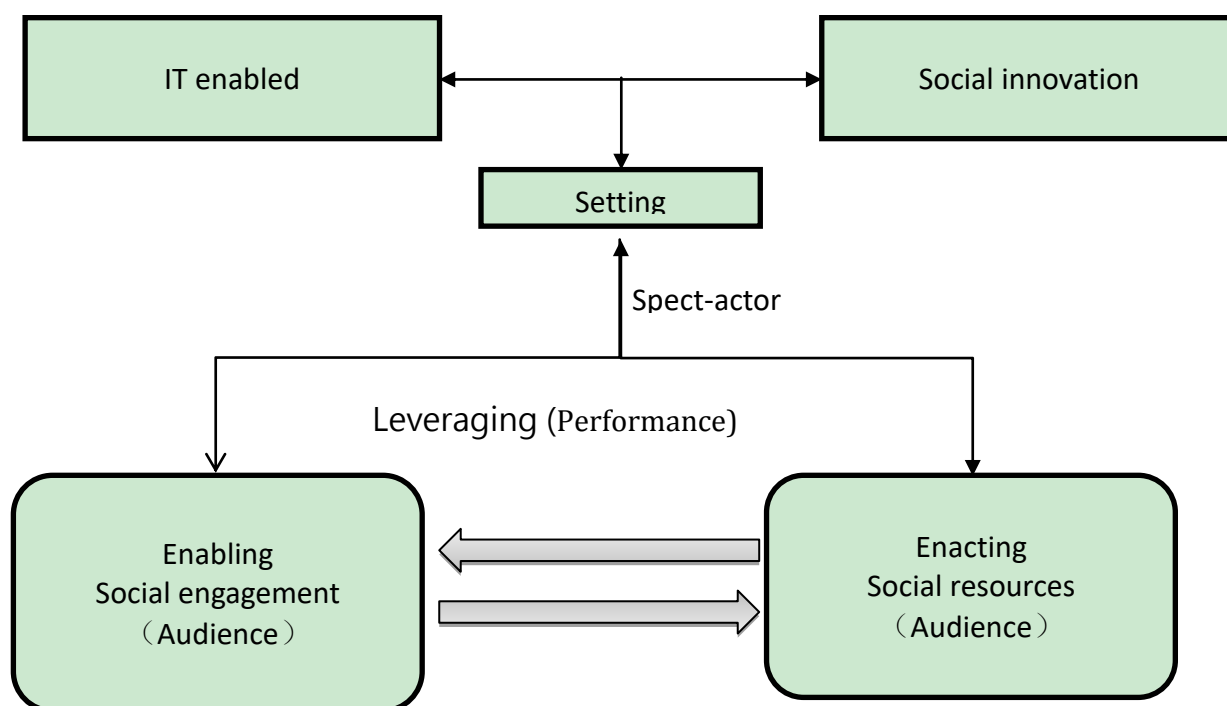 IT enabled
Social innovation
Setting
Spect-actor
Leveraging (Performance)
Enabling
Social engagement
（Audience）
Enacting
Social resources
（Audience）